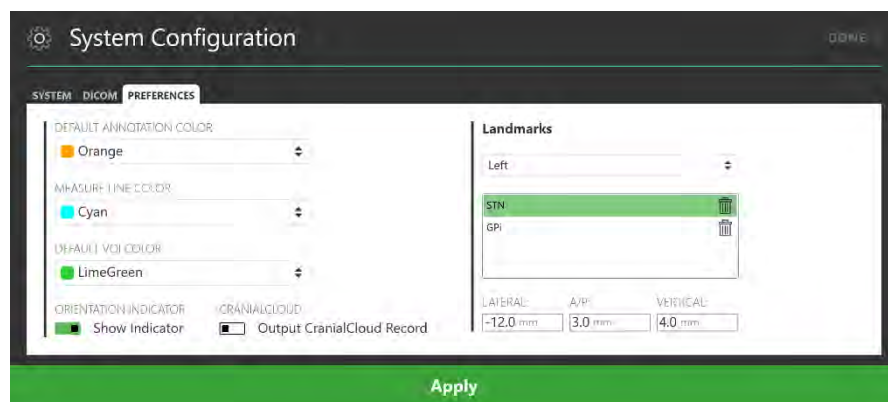 System Configuration
DONE
SYSTEM DICOM PREFERENCES
DEFAULT ANNOTATION COLOR
Orange
MEASURE LINE COLOR
Cyan
DEFAULT VOI COLOR
LimeGreen
ORIENTATION INDICATOR CRANIALCLOUD
Show Indicator Output CranialCloud Record
Landmarks
Left
STN
GPi
LATERAL: A/P: VERTICAL:
-12.0 mm 3.0 mm 4.0 mm
Apply